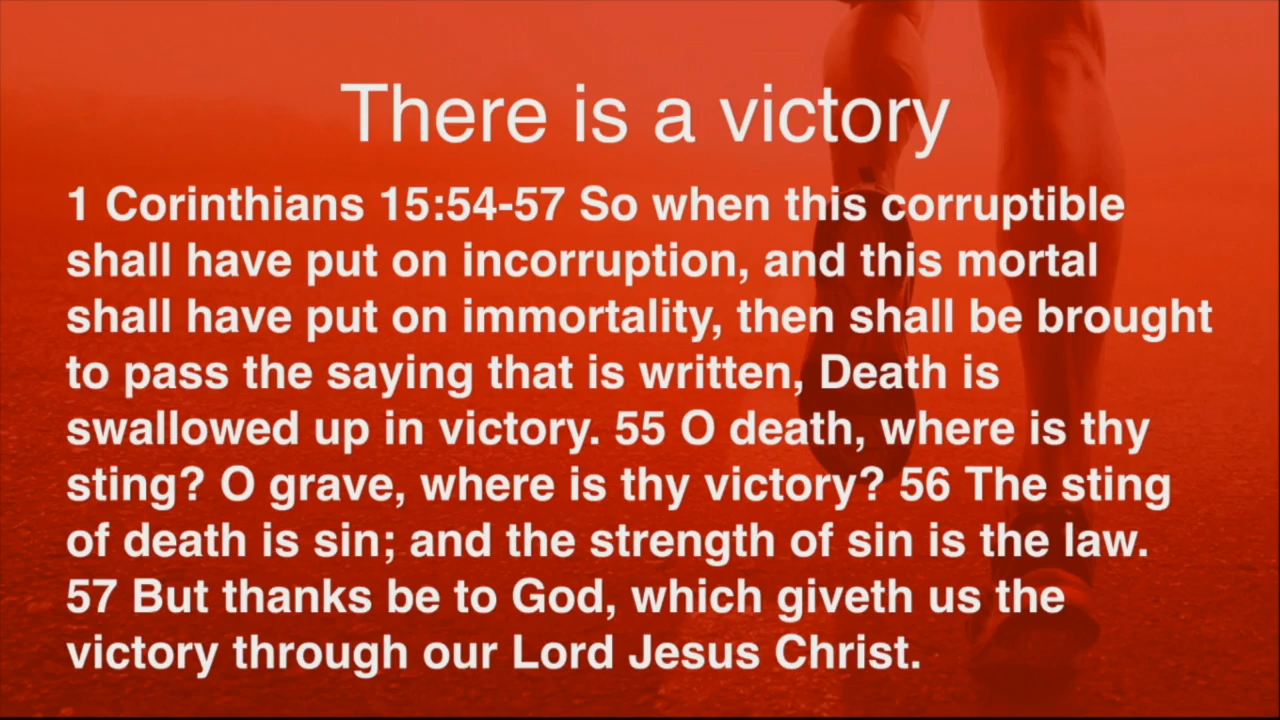 There is a victory
1 Corinthians 15:54-57 So when this corruptible
shall have put on incorruption, and this mortal
shall have put on immortality, then shall be brought
to pass the saying that is written, Death is
swallowed up in victory. 55 O death, where is thy
sting? O grave, where is thy victory? 56 The sting
of death is sin; and the strength of sin is the law.
57 But thanks be to God, which giveth us the
victory through our Lord Jesus Christ.